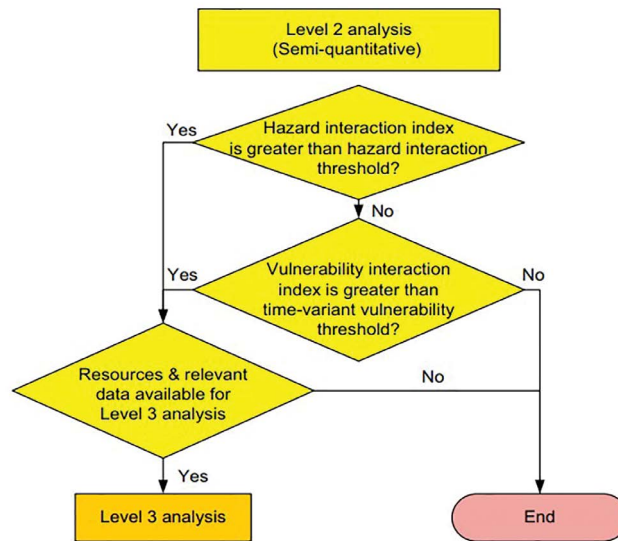 Level 2 analysis
(Semi-quantitative)
Yes
Hazard interaction index
is greater than hazard interaction
threshold?
No
Yes
Vulnerability interaction
index is greater than
time-variant vulnerability
threshold?
No
Resources & relevant
data available for
Level 3 analysis
No
Yes
Level 3 analysis
End